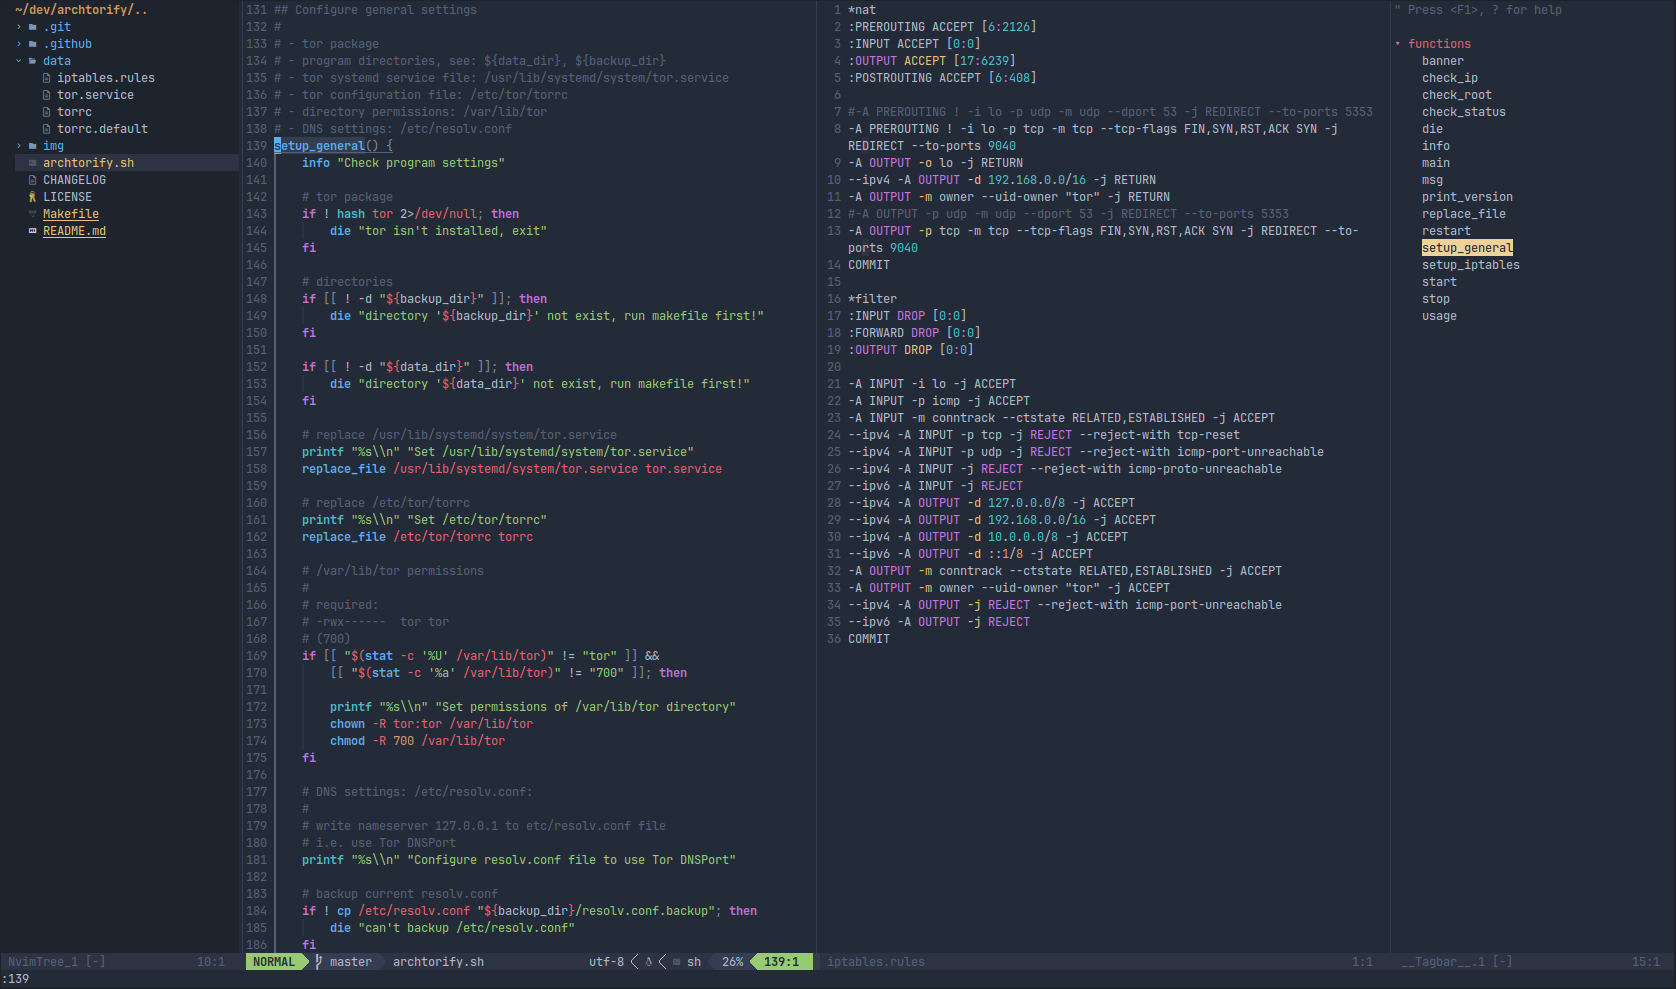 ~/dev/archtorify/..
› .git
› .github
⌄ data
iptables.rules
tor.service
torrc
torrc.default
› img
archtorify.sh
CHANGELOG
LICENSE
Makefile
README.md
131 ## Configure general settings
132 #
133 # - tor package
134 # - program directories, see: ${data_dir}, ${backup_dir}
135 # - tor systemd service file: /usr/lib/systemd/system/tor.service
136 # - tor configuration file: /etc/tor/torrc
137 # - directory permissions: /var/lib/tor
138 # - DNS settings: /etc/resolv.conf
139 setup_general() {
140     info "Check program settings"
141
142     # tor package
143     if ! hash tor 2>/dev/null; then
144         die "tor isn't installed, exit"
145     fi
146
147     # directories
148     if [[ ! -d "${backup_dir}" ]]; then
149         die "directory '${backup_dir}' not exist, run makefile first!"
150     fi
151
152     if [[ ! -d "${data_dir}" ]]; then
153         die "directory '${data_dir}' not exist, run makefile first!"
154     fi
155
156     # replace /usr/lib/systemd/system/tor.service
157     printf "%s\\n" "Set /usr/lib/systemd/system/tor.service"
158     replace_file /usr/lib/systemd/system/tor.service tor.service
159
160     # replace /etc/tor/torrc
161     printf "%s\\n" "Set /etc/tor/torrc"
162     replace_file /etc/tor/torrc torrc
163
164     # /var/lib/tor permissions
165     #
166     # required:
167     # -rwx------  tor tor
168     # (700)
169     if [[ "$(stat -c '%U' /var/lib/tor)" != "tor" ]] &&
170         [[ "$(stat -c '%a' /var/lib/tor)" != "700" ]]; then
171
172         printf "%s\\n" "Set permissions of /var/lib/tor directory"
173         chown -R tor:tor /var/lib/tor
174         chmod -R 700 /var/lib/tor
175     fi
176
177     # DNS settings: /etc/resolv.conf:
178     #
179     # write nameserver 127.0.0.1 to etc/resolv.conf file
180     # i.e. use Tor DNSPort
181     printf "%s\\n" "Configure resolv.conf file to use Tor DNSPort"
182
183     # backup current resolv.conf
184     if ! cp /etc/resolv.conf "${backup_dir}/resolv.conf.backup"; then
185         die "can't backup /etc/resolv.conf"
186     fi
1 *nat
2 :PREROUTING ACCEPT [6:2126]
3 :INPUT ACCEPT [0:0]
4 :OUTPUT ACCEPT [17:6239]
5 :POSTROUTING ACCEPT [6:408]
6
7 #-A PREROUTING ! -i lo -p udp -m udp --dport 53 -j REDIRECT --to-ports 5353
8 -A PREROUTING ! -i lo -p tcp -m tcp --tcp-flags FIN,SYN,RST,ACK SYN -j
REDIRECT --to-ports 9040
9 -A OUTPUT -o lo -j RETURN
10 --ipv4 -A OUTPUT -d 192.168.0.0/16 -j RETURN
11 -A OUTPUT -m owner --uid-owner "tor" -j RETURN
12 #-A OUTPUT -p udp -m udp --dport 53 -j REDIRECT --to-ports 5353
13 -A OUTPUT -p tcp -m tcp --tcp-flags FIN,SYN,RST,ACK SYN -j REDIRECT --to-
ports 9040
14 COMMIT
15
16 *filter
17 :INPUT DROP [0:0]
18 :FORWARD DROP [0:0]
19 :OUTPUT DROP [0:0]
20
21 -A INPUT -i lo -j ACCEPT
22 -A INPUT -p icmp -j ACCEPT
23 -A INPUT -m conntrack --ctstate RELATED,ESTABLISHED -j ACCEPT
24 --ipv4 -A INPUT -p tcp -j REJECT --reject-with tcp-reset
25 --ipv4 -A INPUT -p udp -j REJECT --reject-with icmp-port-unreachable
26 --ipv4 -A INPUT -j REJECT --reject-with icmp-proto-unreachable
27 --ipv6 -A INPUT -j REJECT
28 --ipv4 -A OUTPUT -d 127.0.0.0/8 -j ACCEPT
29 --ipv4 -A OUTPUT -d 192.168.0.0/16 -j ACCEPT
30 --ipv4 -A OUTPUT -d 10.0.0.0/8 -j ACCEPT
31 --ipv6 -A OUTPUT -d ::1/8 -j ACCEPT
32 -A OUTPUT -m conntrack --ctstate RELATED,ESTABLISHED -j ACCEPT
33 -A OUTPUT -m owner --uid-owner "tor" -j ACCEPT
34 --ipv4 -A OUTPUT -j REJECT --reject-with icmp-port-unreachable
35 --ipv6 -A OUTPUT -j REJECT
36 COMMIT
" Press <F1>, ? for help
▾ functions
banner
check_ip
check_root
check_status
die
info
main
msg
print_version
replace_file
restart
setup_general
setup_iptables
start
stop
usage
NvimTree_1 [-] 10:1
NORMAL master archtorify.sh utf-8 sh 26% 139:1
iptables.rules 1:1
__Tagbar__.1 [-] 15:1
:139